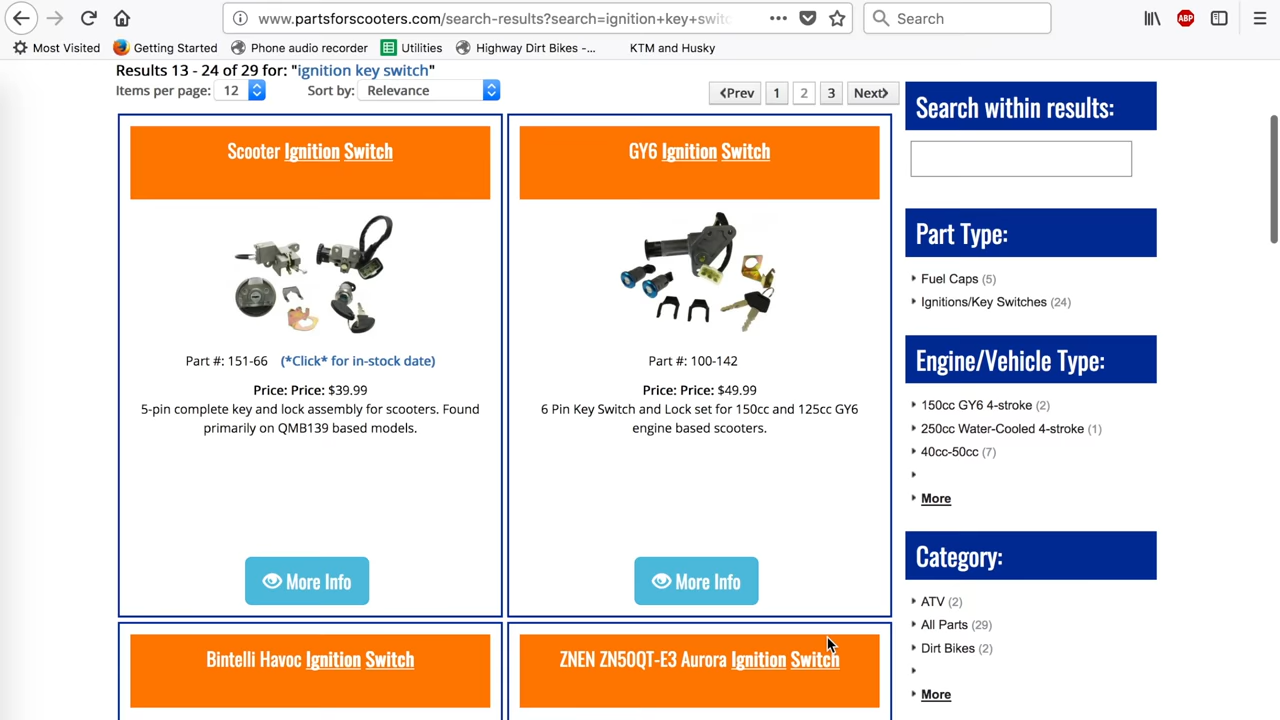 www.partsforscooters.com/search-results?search=ignition+key+swit
Search
ABP
Most Visited
Getting Started
Phone audio recorder
Utilities
Highway Dirt Bikes -...
KTM and Husky
Results 13 - 24 of 29 for: "ignition key switch"
Items per page: 12
Sort by: Relevance
Prev 1 2 3 Next
Scooter Ignition Switch
Part #: 151-66 (*Click* for in-stock date)
Price: Price: $39.99
5-pin complete key and lock assembly for scooters. Found
primarily on QMB139 based models.
More Info
GY6 Ignition Switch
Part #: 100-142
Price: Price: $49.99
6 Pin Key Switch and Lock set for 150cc and 125cc GY6
engine based scooters.
More Info
Bintelli Havoc Ignition Switch
ZNEN ZN50QT-E3 Aurora Ignition Switch
Search within results:
Part Type:
Fuel Caps (5)
Ignitions/Key Switches (24)
Engine/Vehicle Type:
150cc GY6 4-stroke (2)
250cc Water-Cooled 4-stroke (1)
40cc-50cc (7)
More
Category:
ATV (2)
All Parts (29)
Dirt Bikes (2)
More